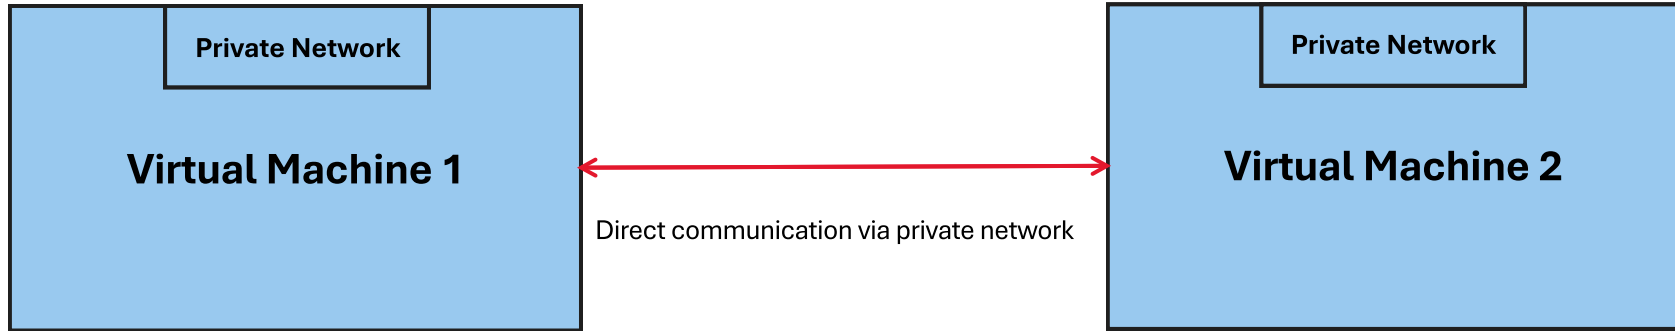 Private Network
Virtual Machine 1
Direct communication via private network
Private Network
Virtual Machine 2